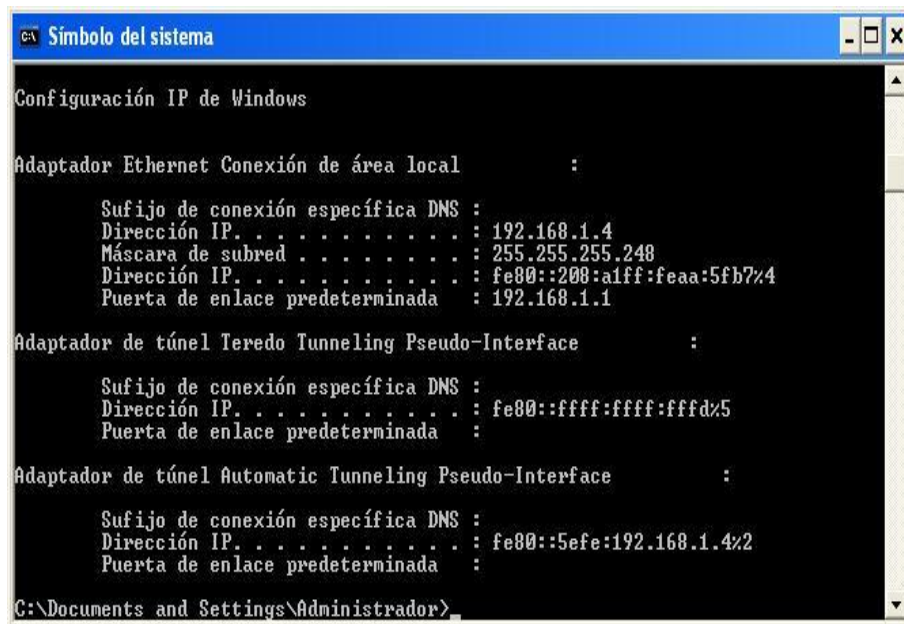 C:\ Símbolo del sistema
Configuración IP de Windows
Adaptador Ethernet Conexión de área local :
Sufijo de conexión específica DNS :
Dirección IP. . . . . . . . . . . : 192.168.1.4
Máscara de subred . . . . . . . . : 255.255.255.248
Dirección IP. . . . . . . . . . . : fe80::208:a1ff:feaa:5fb7%4
Puerta de enlace predeterminada : 192.168.1.1
Adaptador de túnel Teredo Tunneling Pseudo-Interface :
Sufijo de conexión específica DNS :
Dirección IP. . . . . . . . . . . : fe80::ffff:ffff:fffd%5
Puerta de enlace predeterminada :
Adaptador de túnel Automatic Tunneling Pseudo-Interface :
Sufijo de conexión específica DNS :
Dirección IP. . . . . . . . . . . : fe80::5efe:192.168.1.4%2
Puerta de enlace predeterminada :
C:\Documents and Settings\Administrador>_